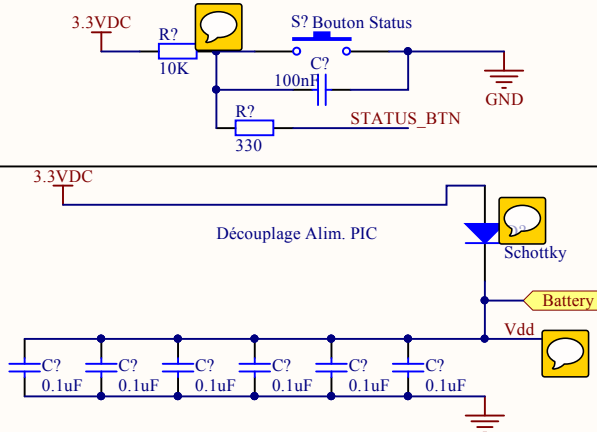 3.3VDC
R?
10K
S? Bouton Status
C?
100nF
GND
R?
330
STATUS_BTN
3.3VDC
Découplage Alim. PIC
Schottky
Battery
Vdd
C? C? C? C? C? C?
0.1uF 0.1uF 0.1uF 0.1uF 0.1uF 0.1uF